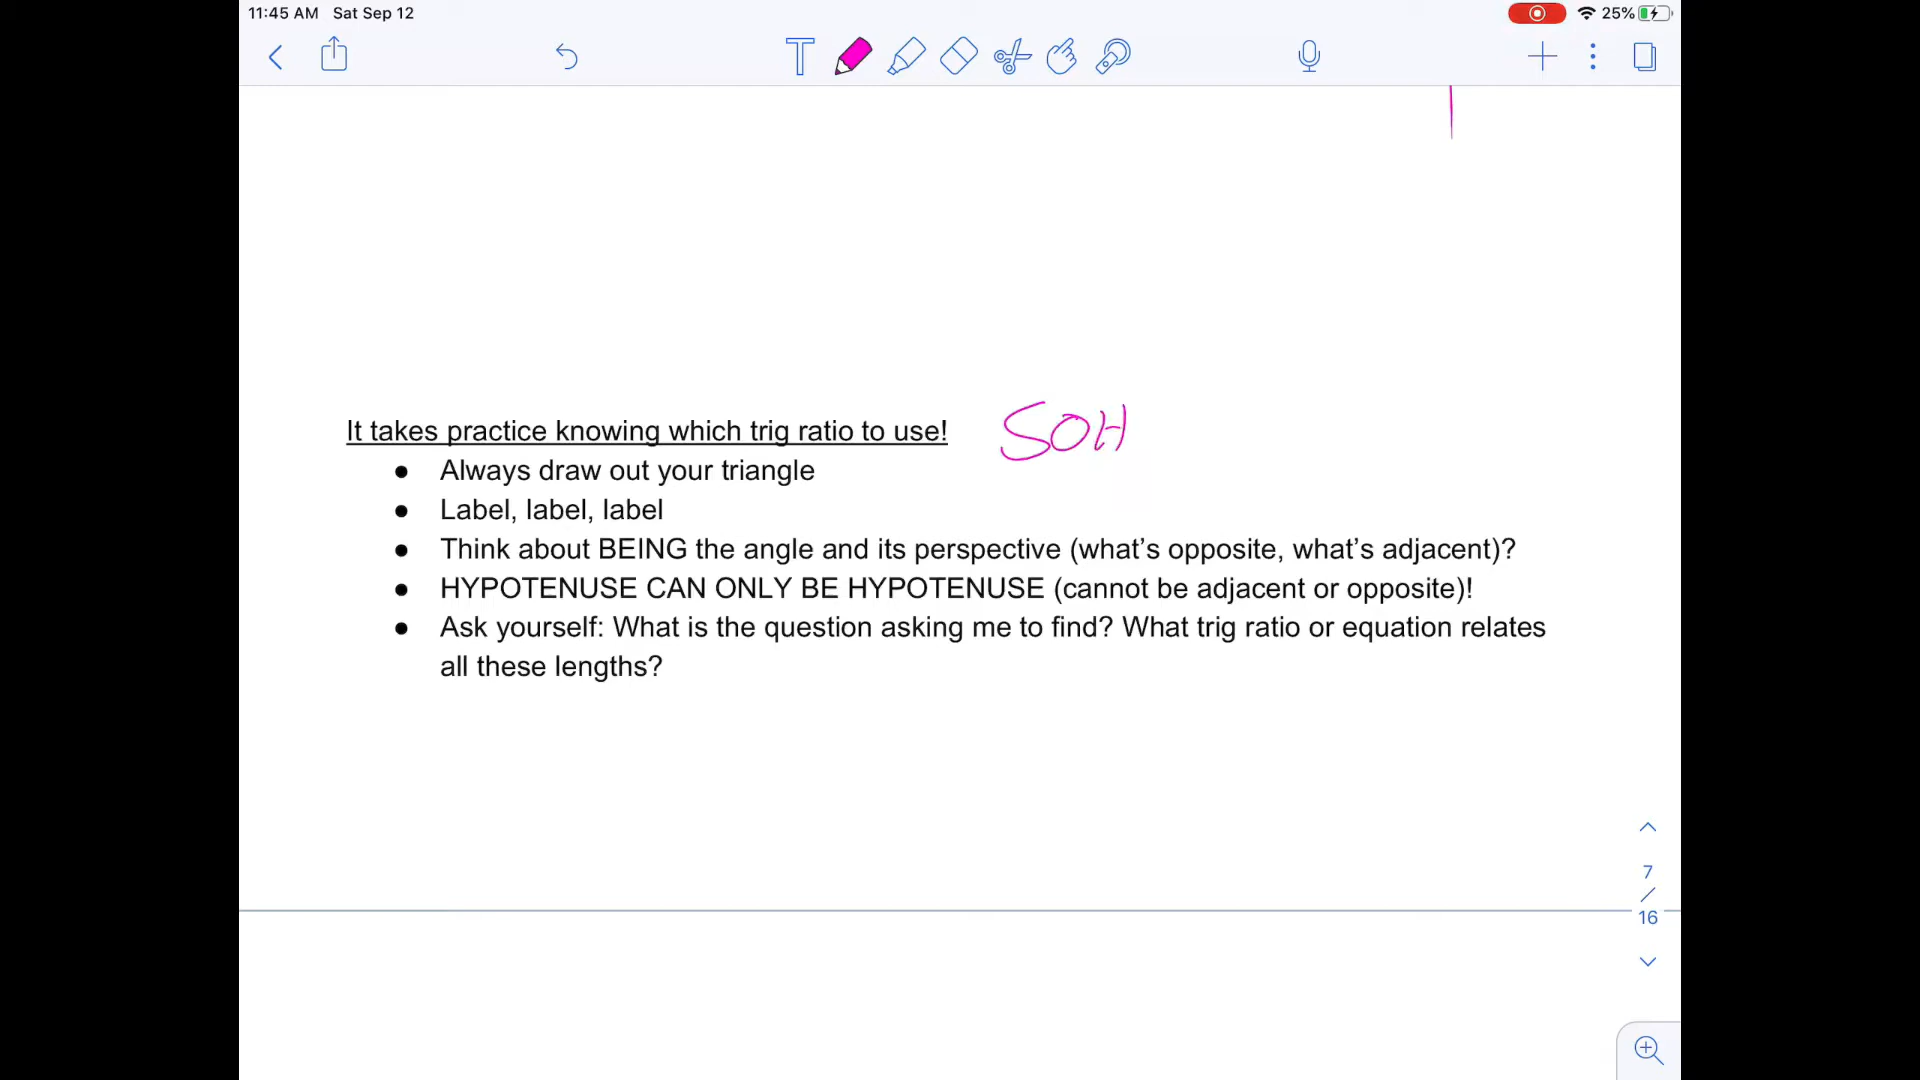 11:45 AM Sat Sep 12
25%
It takes practice knowing which trig ratio to use! SOH
● Always draw out your triangle
● Label, label, label
● Think about BEING the angle and its perspective (what’s opposite, what’s adjacent)?
● HYPOTENUSE CAN ONLY BE HYPOTENUSE (cannot be adjacent or opposite)!
● Ask yourself: What is the question asking me to find? What trig ratio or equation relates
all these lengths?
7
/
16